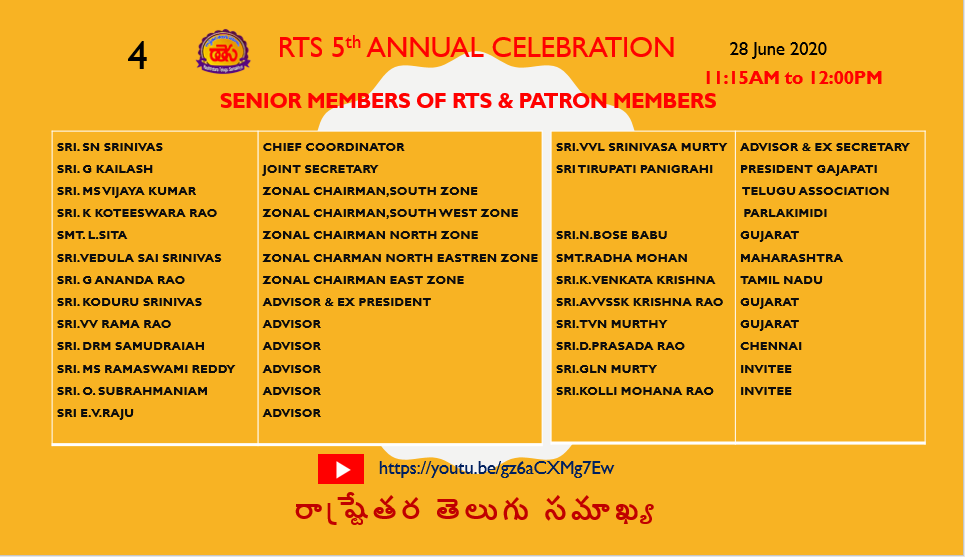 4
RTS 5th ANNUAL CELEBRATION
28 June 2020
11:15AM to 12:00PM
SENIOR MEMBERS OF RTS & PATRON MEMBERS
SRI. SN SRINIVAS CHIEF COORDINATOR
SRI. G KAILASH JOINT SECRETARY
SRI. MS VIJAYA KUMAR ZONAL CHAIRMAN,SOUTH ZONE
SRI. K KOTEESWARA RAO ZONAL CHAIRMAN,SOUTH WEST ZONE
SMT. L.SITA ZONAL CHAIRMAN NORTH ZONE
SRI.VEDULA SAI SRINIVAS ZONAL CHARMAN NORTH EASTREN ZONE
SRI. G ANANDA RAO ZONAL CHAIRMAN EAST ZONE
SRI. KODURU SRINIVAS ADVISOR & EX PRESIDENT
SRI.VV RAMA RAO ADVISOR
SRI. DRM SAMUDRAIAH ADVISOR
SRI. MS RAMASWAMI REDDY ADVISOR
SRI. O. SUBRAHMANIAM ADVISOR
SRI E.V.RAJU ADVISOR
SRI.VVL SRINIVASA MURTY ADVISOR & EX SECRETARY
SRI TIRUPATI PANIGRAHI PRESIDENT GAJAPATI
TELUGU ASSOCIATION
PARLAKIMIDI
SRI.N.BOSE BABU GUJARAT
SMT.RADHA MOHAN MAHARASHTRA
SRI.K.VENKATA KRISHNA TAMIL NADU
SRI.AVVSSK KRISHNA RAO GUJARAT
SRI.TVN MURTHY GUJARAT
SRI.D.PRASADA RAO CHENNAI
SRI.GLN MURTY INVITEE
SRI.KOLLI MOHANA RAO INVITEE
https://youtu.be/gz6aCXMg7Ew
రాష్ట్రేతర తెలుగు సమాఖ్య